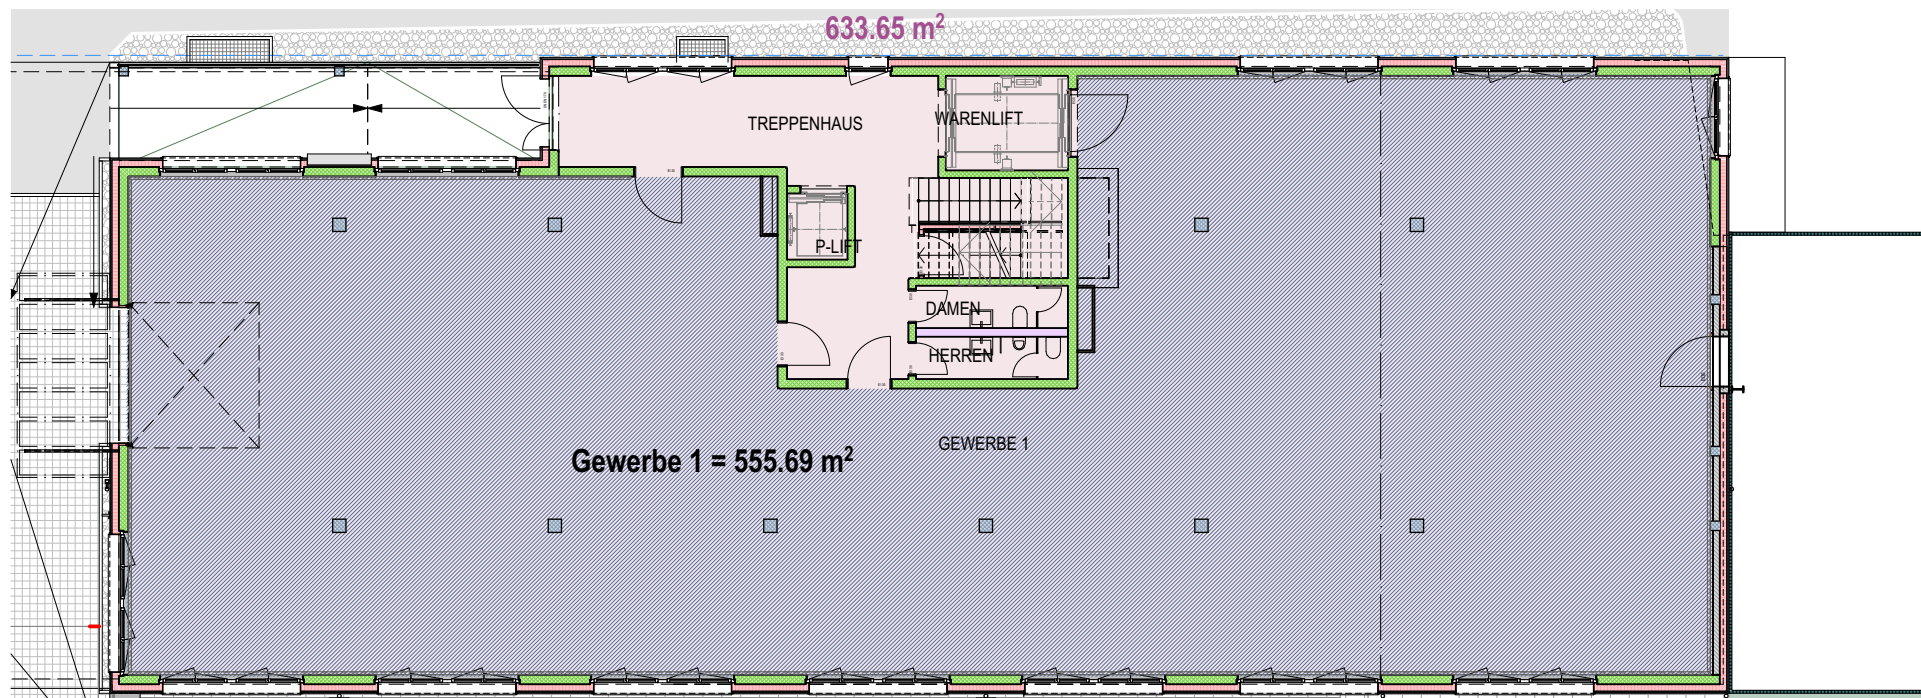 633.65 m²
TREPPENHAUS
WARENLIFT
P-LIFT
DAMEN
HERREN
GEWERBE 1
Gewerbe 1 = 555.69 m²